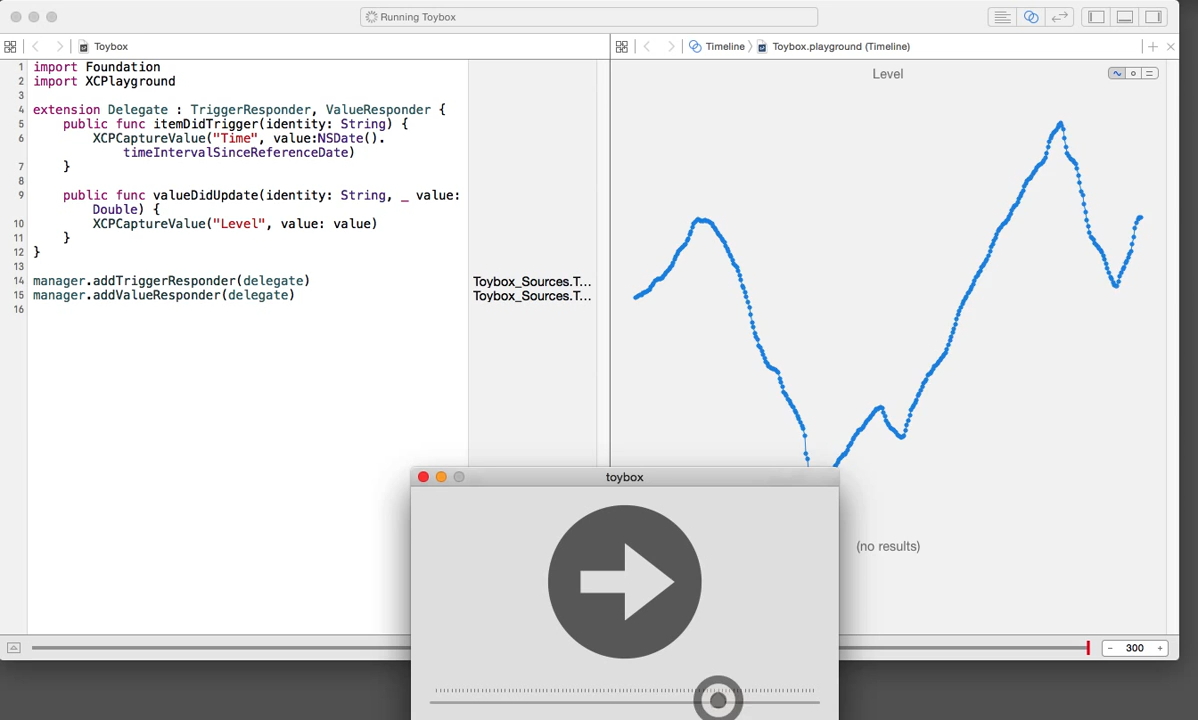 Running Toybox
Toybox
Timeline
Toybox.playground (Timeline)
1 import Foundation
2 import XCPlayground
3
4 extension Delegate : TriggerResponder, ValueResponder {
5 public func itemDidTrigger(identity: String) {
6 XCPCaptureValue("Time", value:NSDate().
timeIntervalSinceReferenceDate)
7 }
8
9 public func valueDidUpdate(identity: String, _ value:
Double) {
10 XCPCaptureValue("Level", value: value)
11 }
12 }
13
14 manager.addTriggerResponder(delegate)
15 manager.addValueResponder(delegate)
16
Toybox_Sources.T...
Toybox_Sources.T...
Level
(no results)
toybox
- 300 +